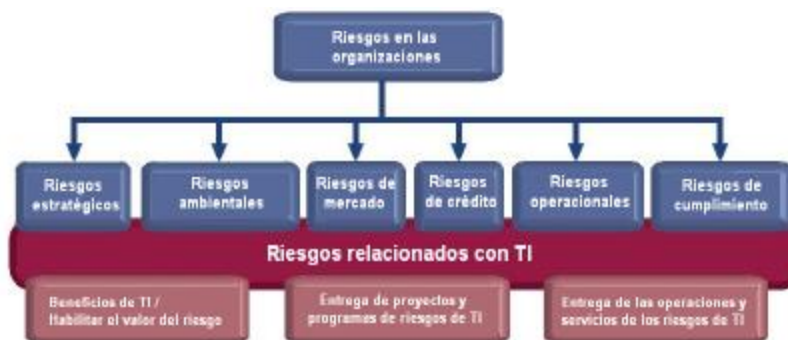 Riesgos en las
organizaciones
Riesgos
estratégicos
Riesgos
ambientales
Riesgos de
mercado
Riesgos
de crédito
Riesgos
operacionales
Riesgos de
cumplimiento
Riesgos relacionados con TI
Beneficios de TI /
Habilitar el valor del riesgo
Entrega de proyectos y
programas de riesgos de TI
Entrega de las operaciones y
servicios de los riesgos de TI